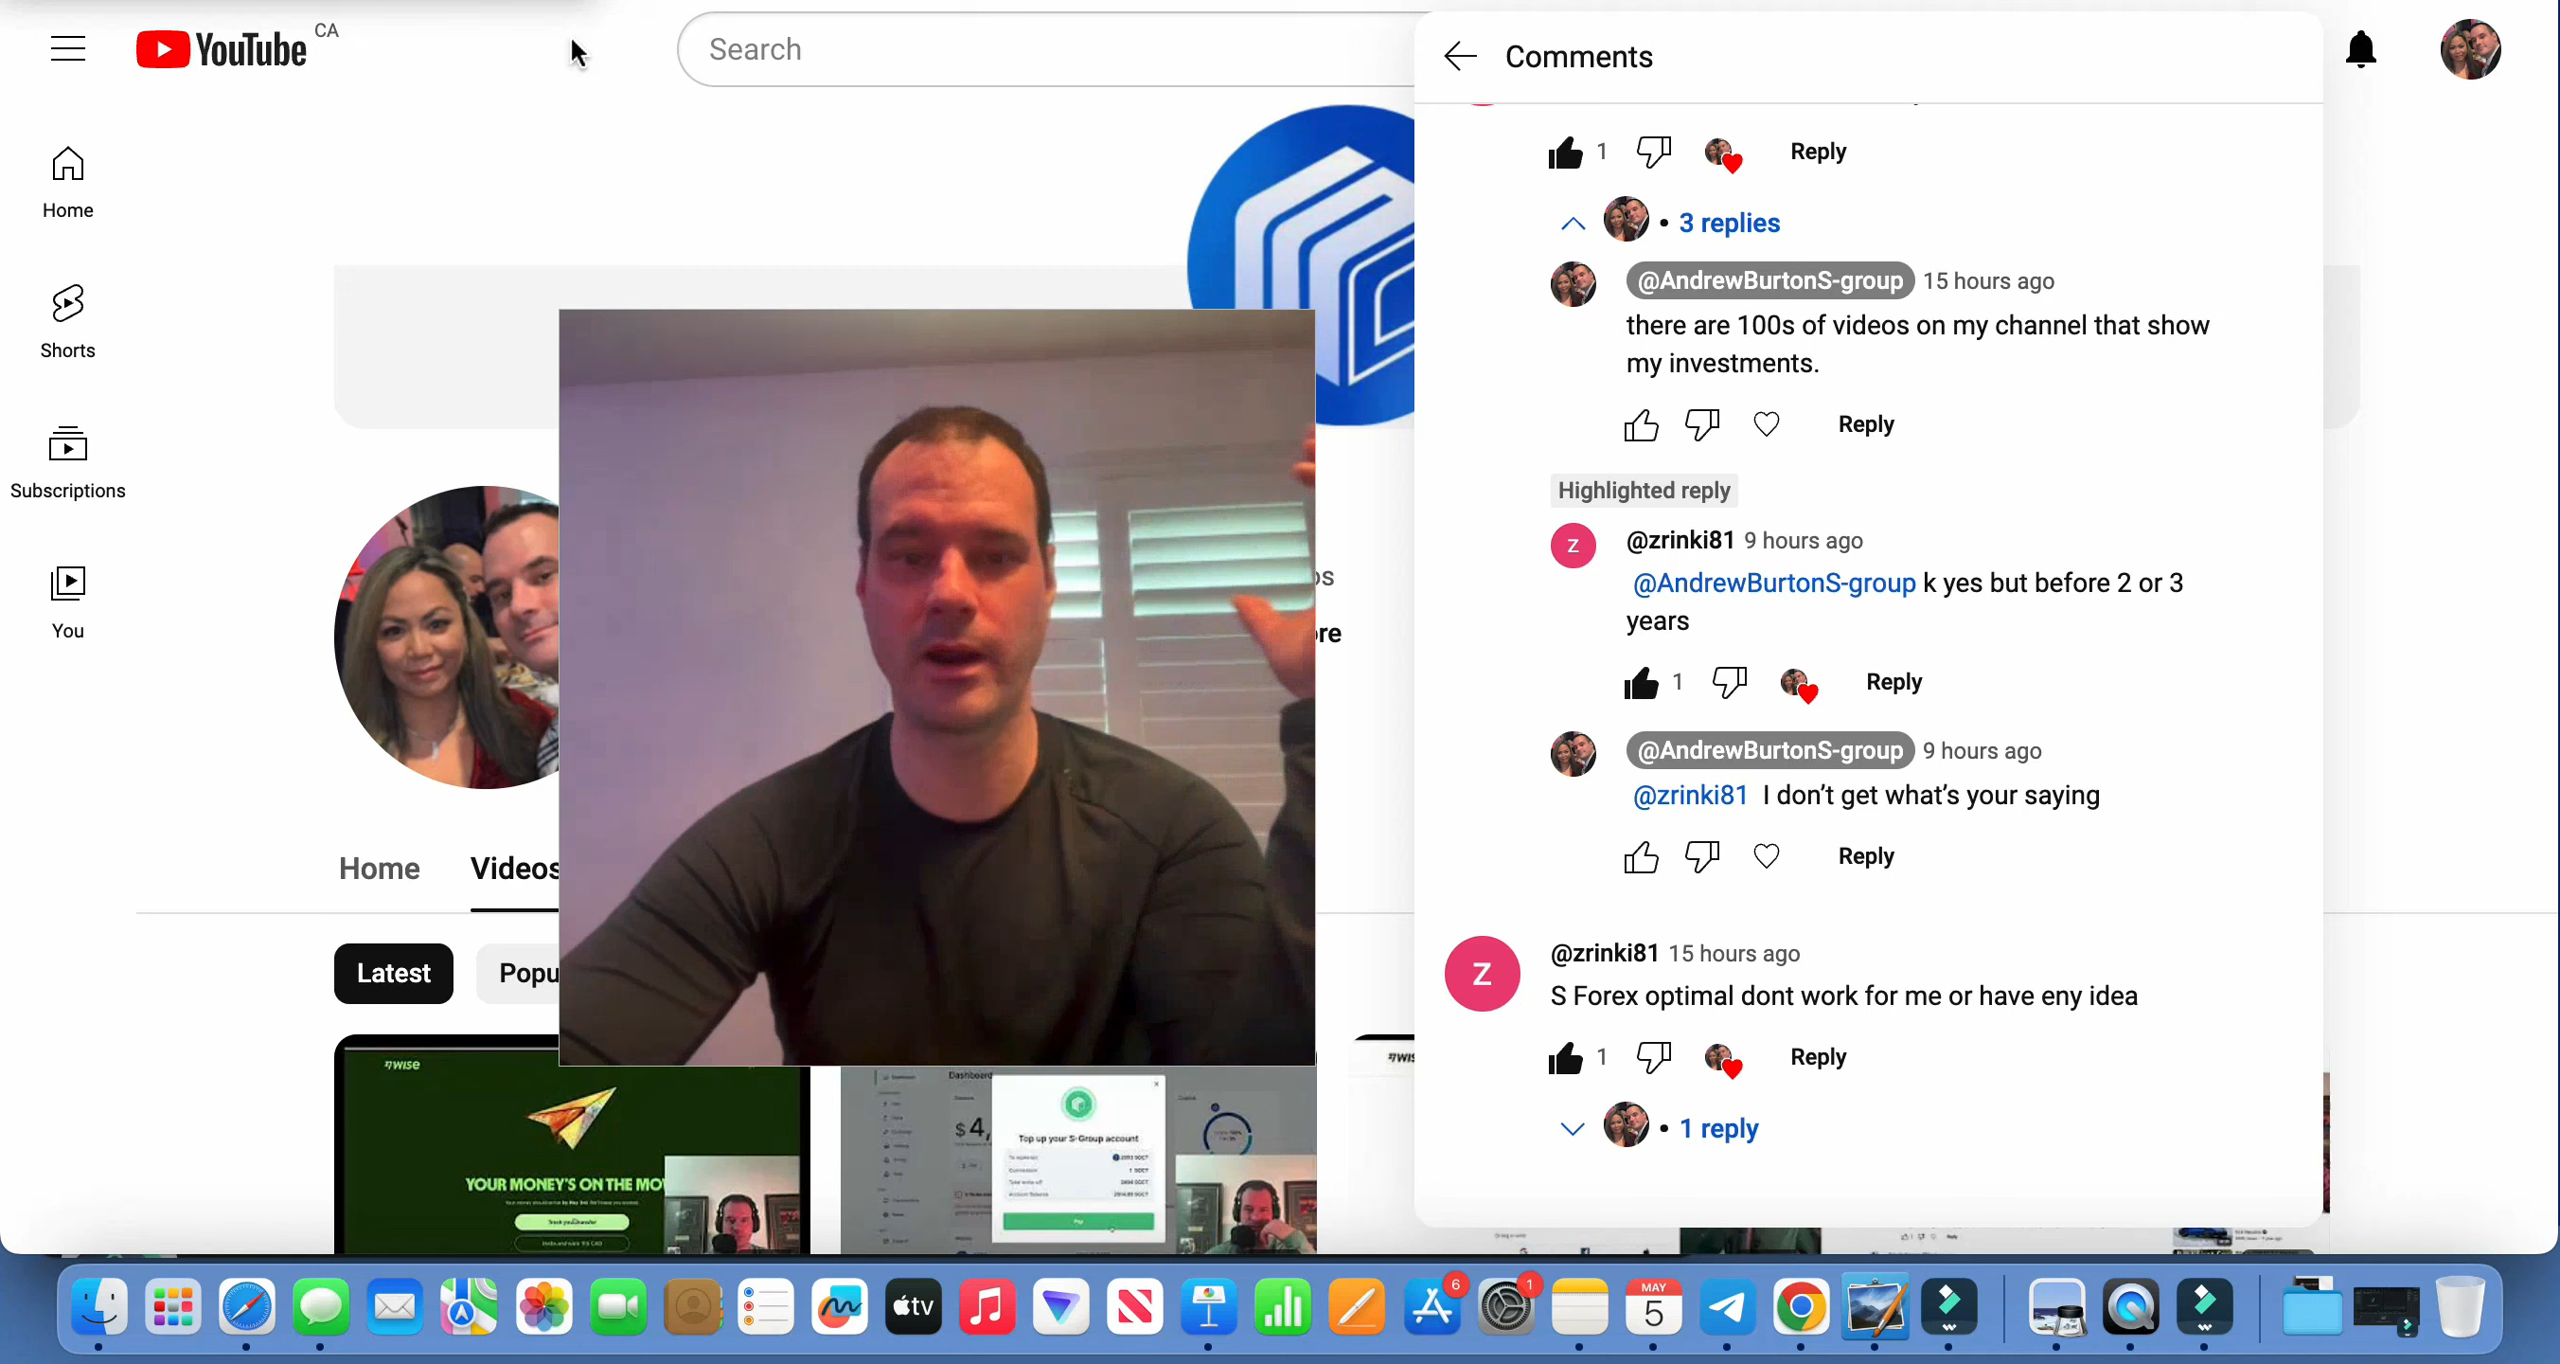 YouTube CA
Search
Comments
Home
Shorts
Subscriptions
You
1 Reply
• 3 replies
@AndrewBurtonS-group 15 hours ago
there are 100s of videos on my channel that show
my investments.
Reply
Highlighted reply
Z @zrinki81 9 hours ago
@AndrewBurtonS-group k yes but before 2 or 3
years
1 Reply
@AndrewBurtonS-group 9 hours ago
@zrinki81 I don’t get what’s your saying
Reply
Z @zrinki81 15 hours ago
S Forex optimal dont work for me or have eny idea
1 Reply
• 1 reply
Home Videos
Latest Popu
wise
YOUR MONEY'S ON THE MO
Dashboard
$4,
Top up your S-Group account
Pay
tv
6
1
MAY
5